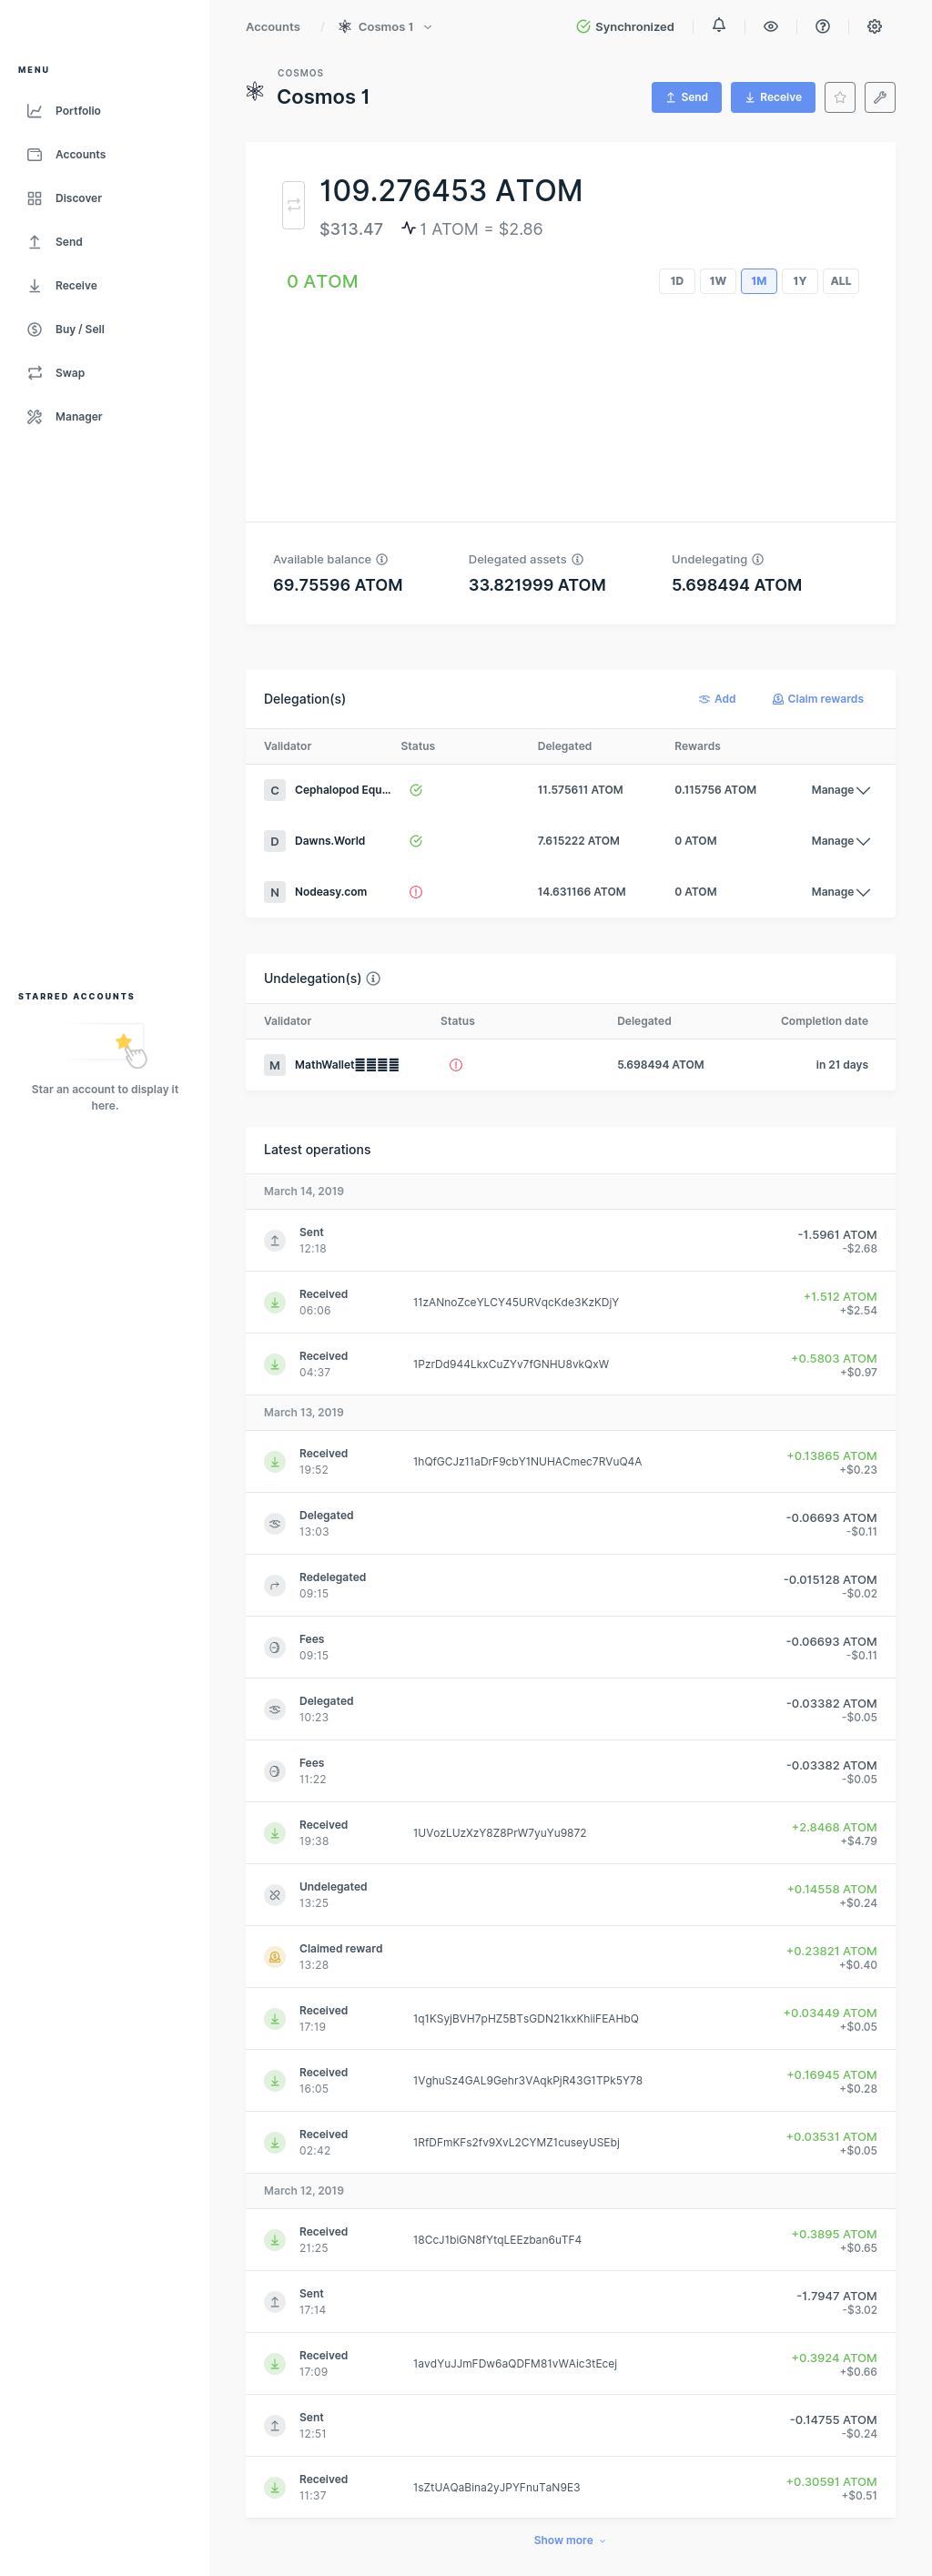 Accounts / Cosmos 1
Synchronized
MENU
Portfolio
Accounts
Discover
Send
Receive
Buy / Sell
Swap
Manager
STARRED ACCOUNTS
Star an account to display it
here.
COSMOS
Cosmos 1
Send
Receive
109.276453 ATOM
$313.47 1 ATOM = $2.86
0 ATOM
1D 1W 1M 1Y ALL
Available balance Delegated assets Undelegating
69.75596 ATOM 33.821999 ATOM 5.698494 ATOM
Delegation(s) Add Claim rewards
Validator Status Delegated Rewards
C Cephalopod Equ... 11.575611 ATOM 0.115756 ATOM Manage
D Dawns.World 7.615222 ATOM 0 ATOM Manage
N Nodeasy.com 14.631166 ATOM 0 ATOM Manage
Undelegation(s)
Validator Status Delegated Completion date
M MathWallet 5.698494 ATOM in 21 days
Latest operations
March 14, 2019
Sent -1.5961 ATOM
12:18 -$2.68
Received 11zANnoZceYLCY45URVqcKde3KzKDjY +1.512 ATOM
06:06 +$2.54
Received 1PzrDd944LkxCuZYv7fGNHU8vkQxW +0.5803 ATOM
04:37 +$0.97
March 13, 2019
Received 1hQfGCJz11aDrF9cbY1NUHACmec7RVuQ4A +0.13865 ATOM
19:52 +$0.23
Delegated -0.06693 ATOM
13:03 -$0.11
Redelegated -0.015128 ATOM
09:15 -$0.02
Fees -0.06693 ATOM
09:15 -$0.11
Delegated -0.03382 ATOM
10:23 -$0.05
Fees -0.03382 ATOM
11:22 -$0.05
Received 1UVozLUzXzY8Z8PrW7yuYu9872 +2.8468 ATOM
19:38 +$4.79
Undelegated +0.14558 ATOM
13:25 +$0.24
Claimed reward +0.23821 ATOM
13:28 +$0.40
Received 1q1KSyjBVH7pHZ5BTsGDN21kxKhiiFEAHbQ +0.03449 ATOM
17:19 +$0.05
Received 1VghuSz4GAL9Gehr3VAqkPjR43G1TPk5Y78 +0.16945 ATOM
16:05 +$0.28
Received 1RfDFmKFs2fv9XvL2CYMZ1cuseyUSEbj +0.03531 ATOM
02:42 +$0.05
March 12, 2019
Received 18CcJ1biGN8fYtqLEEzban6uTF4 +0.3895 ATOM
21:25 +$0.65
Sent -1.7947 ATOM
17:14 -$3.02
Received 1avdYuJJmFDw6aQDFM81vWAic3tEcej +0.3924 ATOM
17:09 +$0.66
Sent -0.14755 ATOM
12:51 -$0.24
Received 1sZtUAQaBina2yJPYFnuTaN9E3 +0.30591 ATOM
11:37 +$0.51
Show more